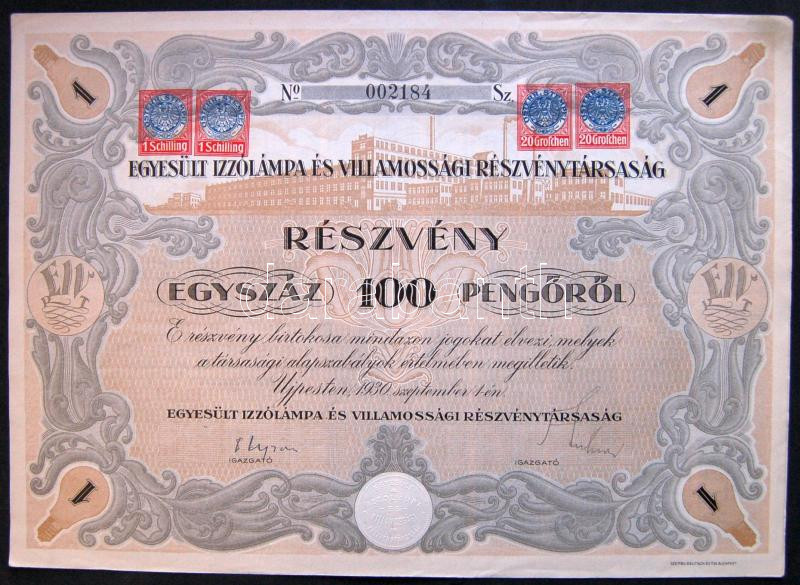 1
1
Nº 002184 Sz.
1 Schilling
1 Schilling
20 Groschen
20 Groschen
EGYESÜLT IZZÓLÁMPA ÉS VILLAMOSSÁGI RÉSZVÉNYTÁRSASÁG
RÉSZVÉNY
EGYSZÁZ 100 PENGŐRŐL
E részvény birtokosa mindazon jogokat élvezi, melyek
a társasági alapszabályok értelmében megilletik.
Ujpesten, 1930. szeptember 1-én.
EGYESÜLT IZZÓLÁMPA ÉS VILLAMOSSÁGI RÉSZVÉNYTÁRSASÁG
IGAZGATÓ
IGAZGATÓ
1
1